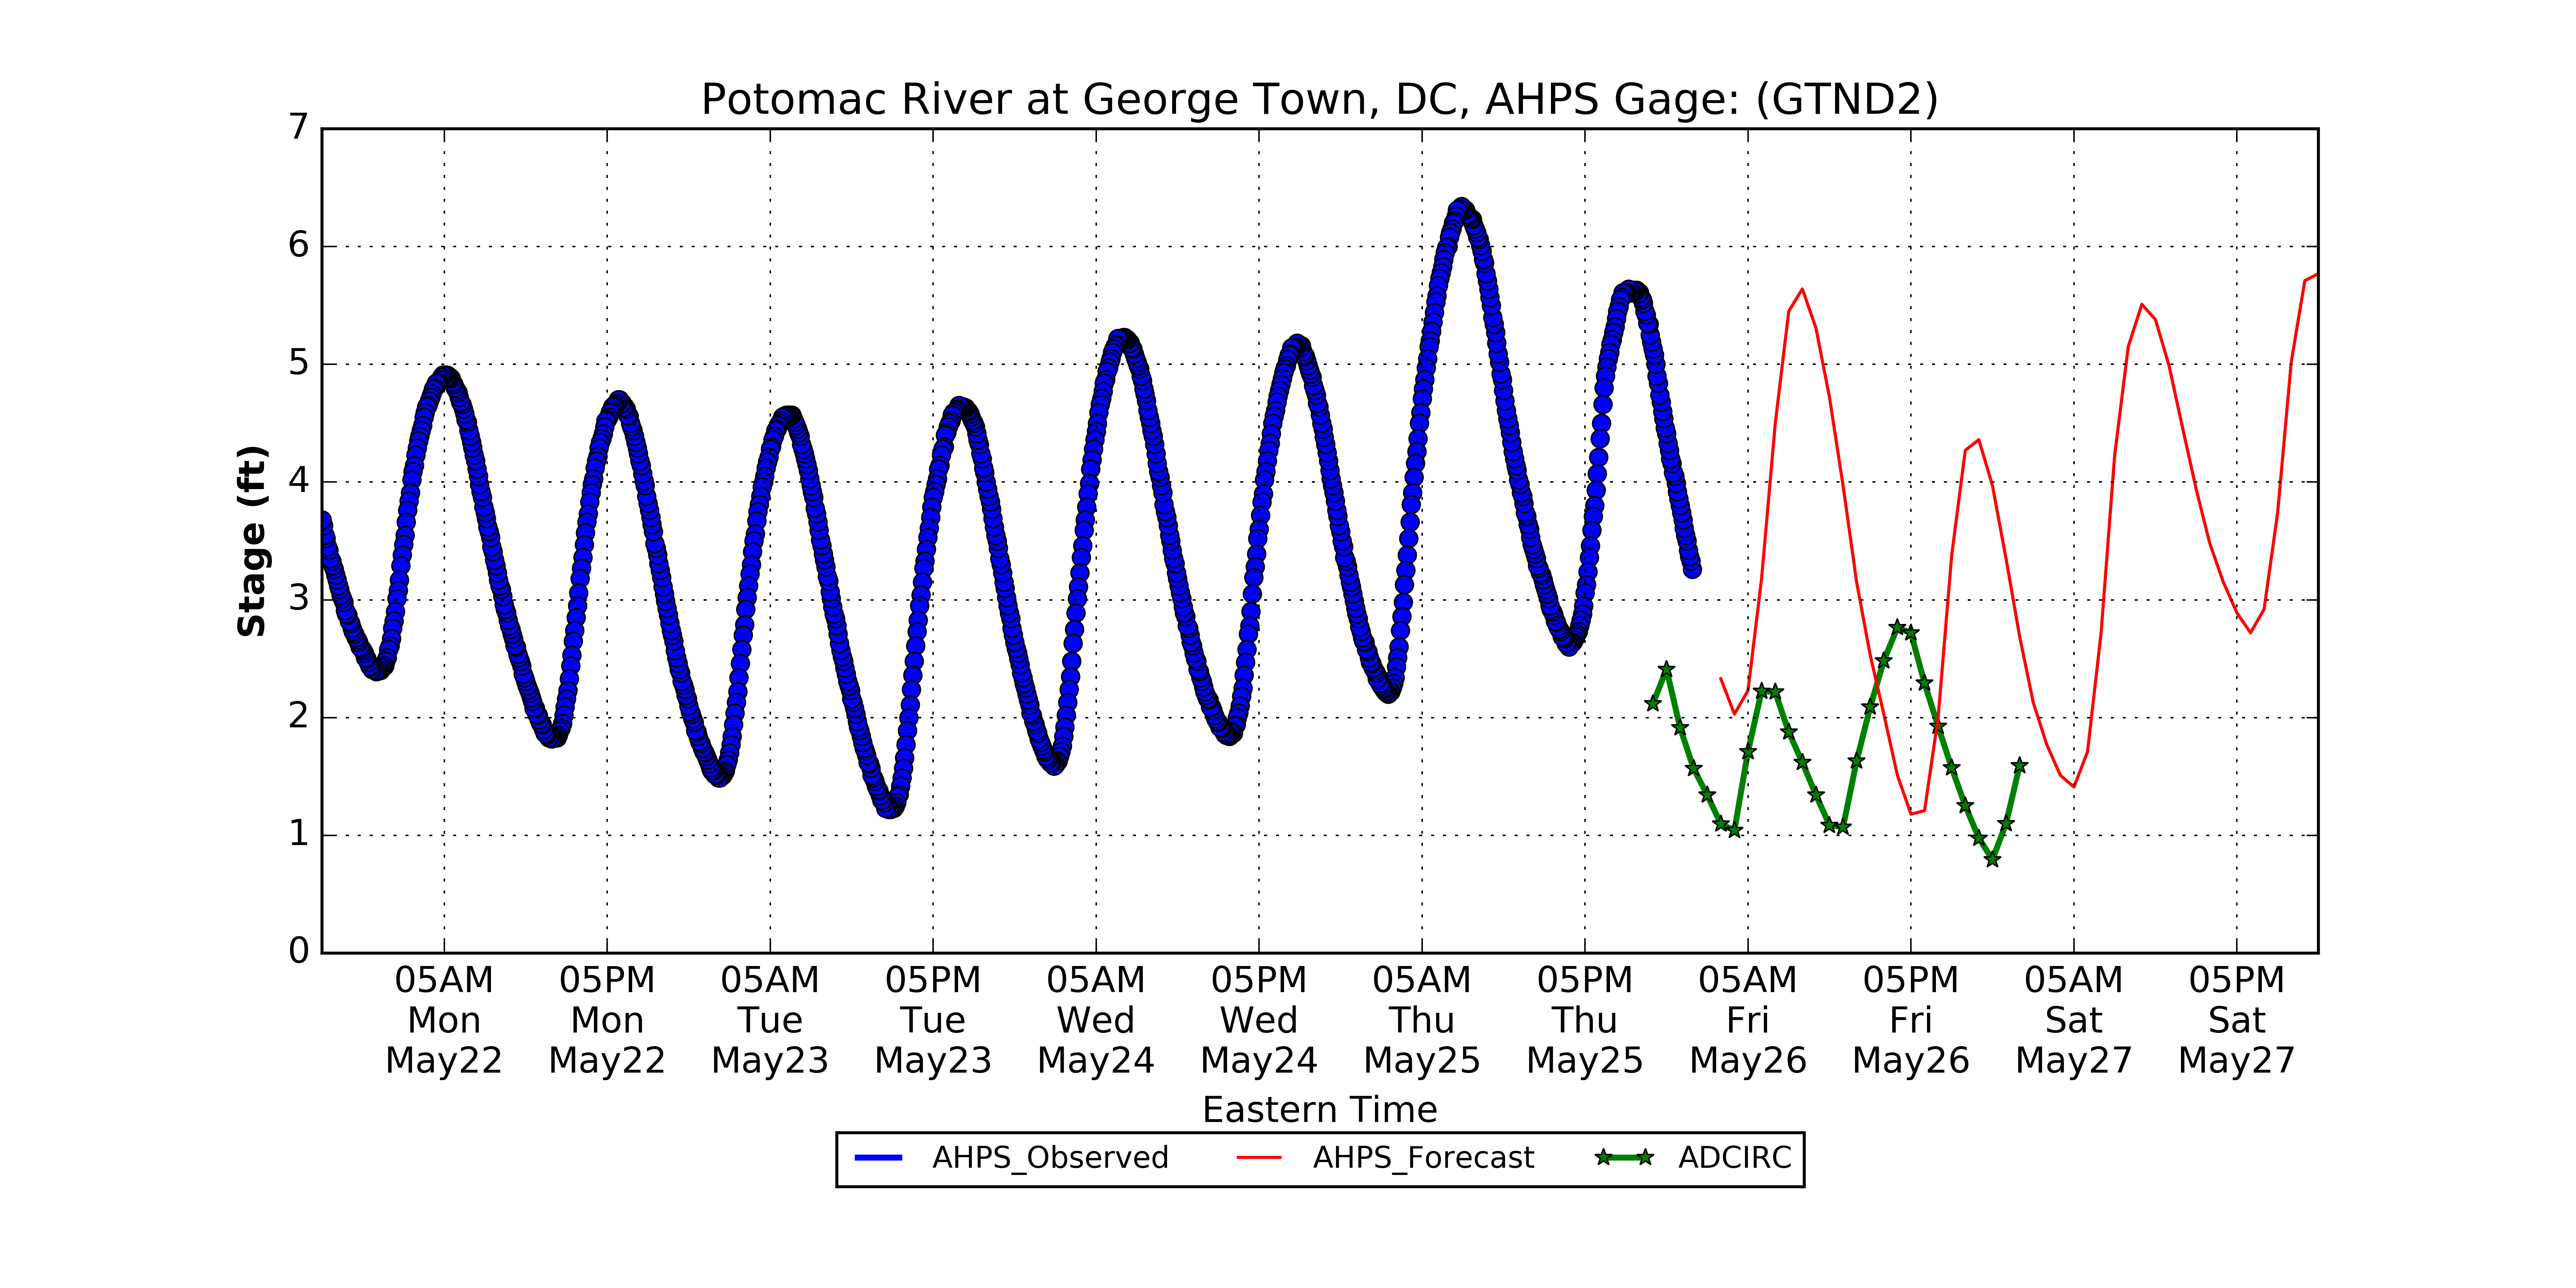 Potomac River at George Town, DC, AHPS Gage: (GTND2)
7
6
5
4
3
2
1
0
Stage (ft)
05AM 05PM 05AM 05PM 05AM 05PM 05AM 05PM 05AM 05PM 05AM 05PM
Mon Mon Tue Tue Wed Wed Thu Thu Fri Fri Sat Sat
May22 May22 May23 May23 May24 May24 May25 May25 May26 May26 May27 May27
Eastern Time
AHPS_Observed AHPS_Forecast ADCIRC